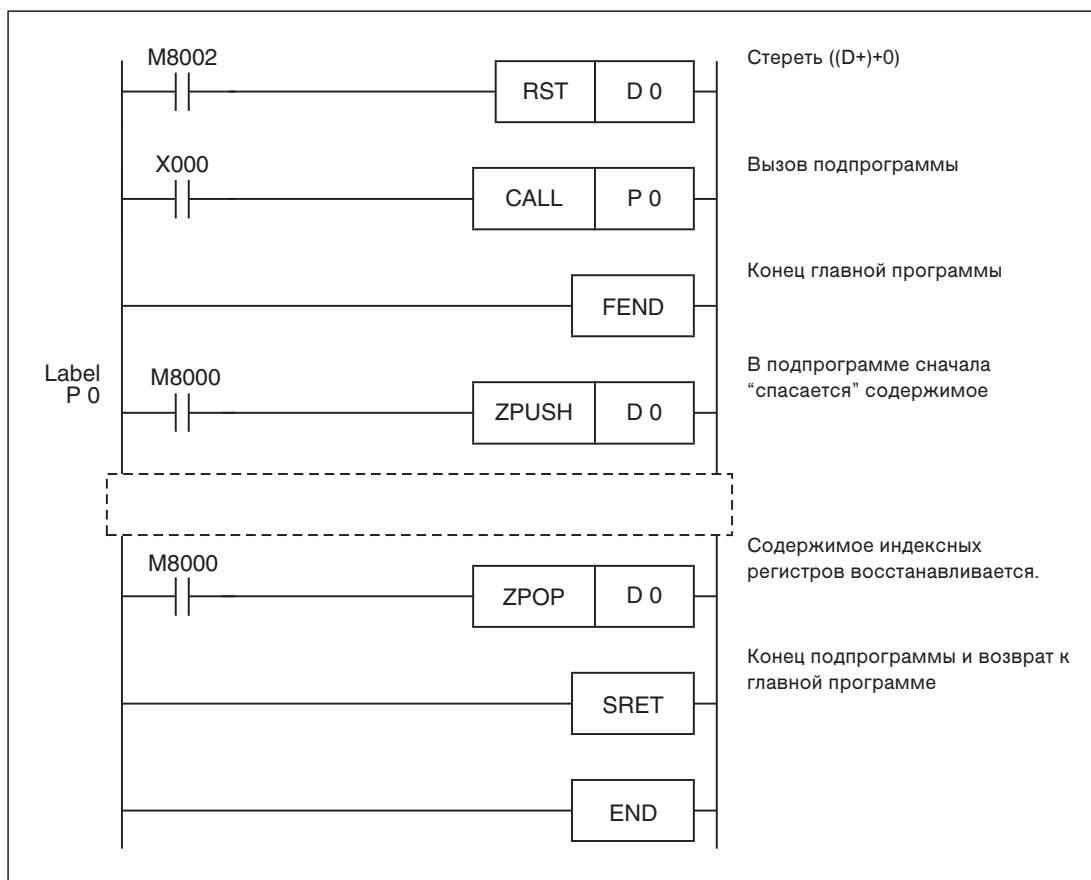 M8002
RST D 0
Стереть ((D+)+0)
X000
CALL P 0
Вызов подпрограммы
FEND
Конец главной программы
Label
P 0
M8000
ZPUSH D 0
В подпрограмме сначала
“спасается” содержимое
M8000
ZPOP D 0
Содержимое индексных
регистров восстанавливается.
SRET
Конец подпрограммы и возврат к
главной программе
END